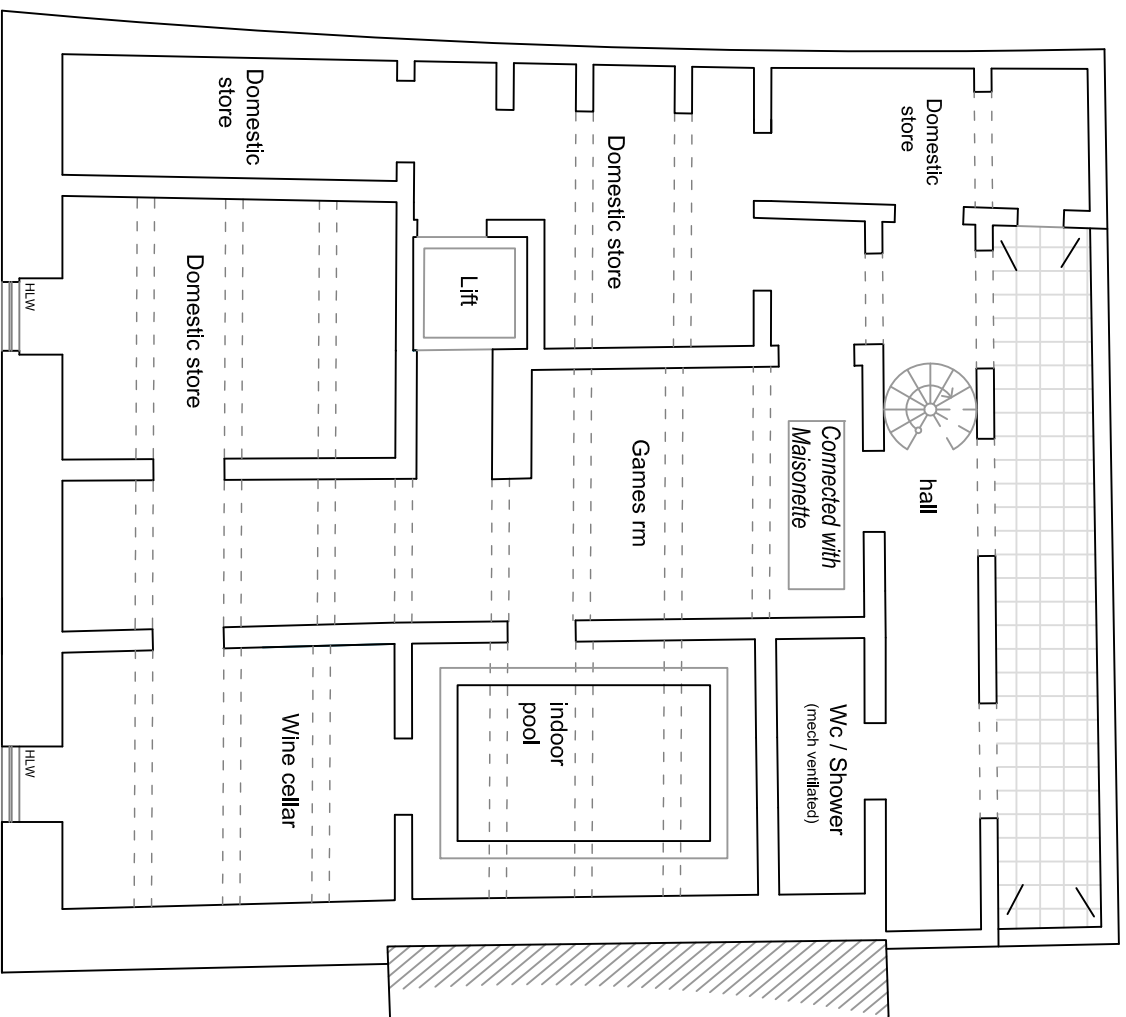 Domestic
store
Domestic store
Domestic
store
Domestic store
HLW
Lift
Connected with
Maisonette
Games rm
hall
Wc / Shower
(mech ventilated)
indoor
pool
Wine cellar
HLW